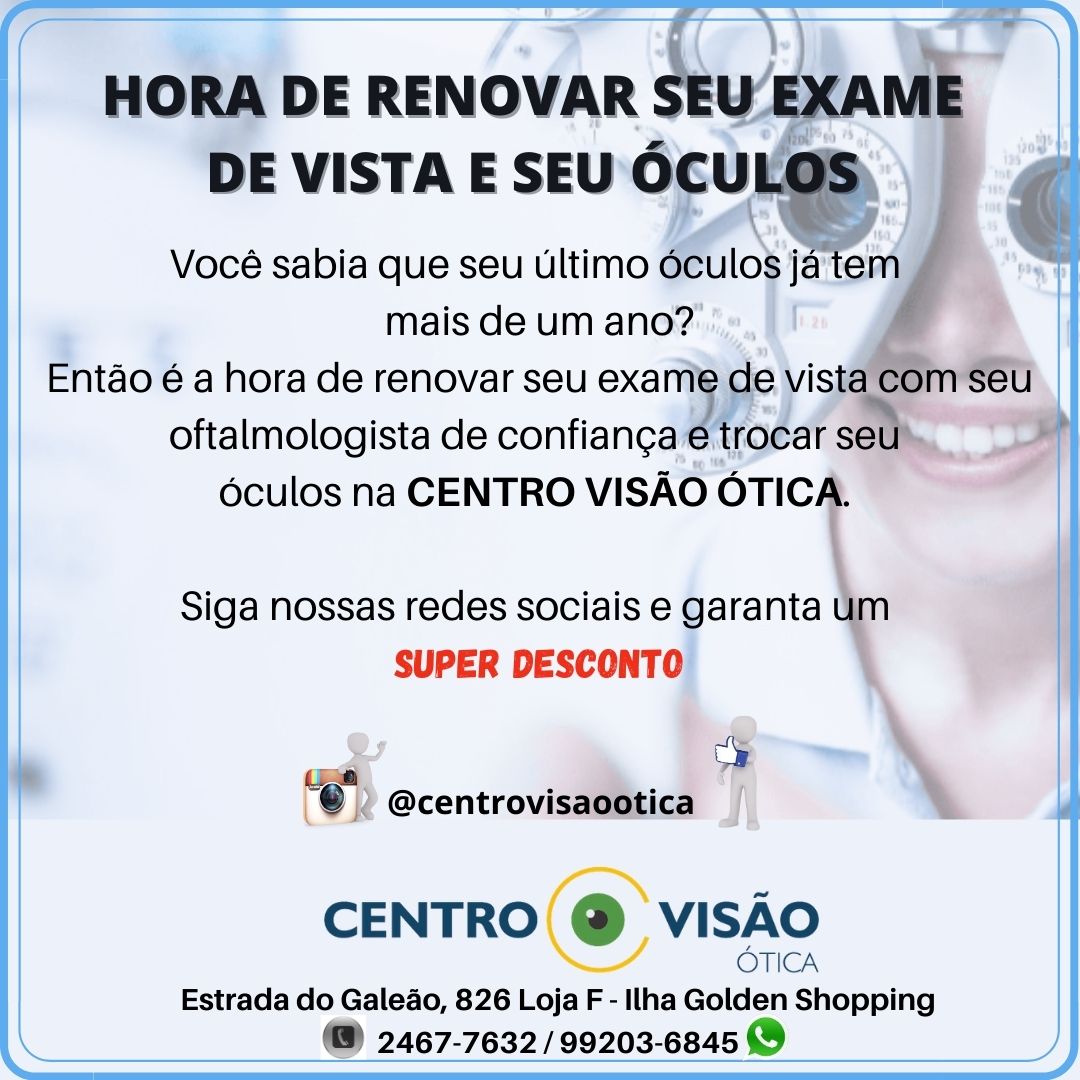 HORA DE RENOVAR SEU EXAME
DE VISTA E SEU ÓCULOS
Você sabia que seu último óculos já tem
mais de um ano?
Então é a hora de renovar seu exame de vista com seu
oftalmologista de confiança e trocar seu
óculos na CENTRO VISÃO ÓTICA.
Siga nossas redes sociais e garanta um
SUPER DESCONTO
@centrovisaootica
CENTRO VISÃO
ÓTICA
Estrada do Galeão, 826 Loja F - Ilha Golden Shopping
2467-7632 / 99203-6845